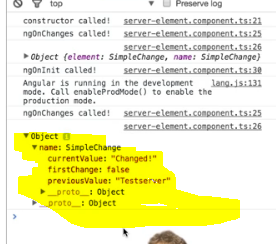 top
Preserve log
constructor called! server-element.component.ts:21
ngOnChanges called! server-element.component.ts:25
server-element.component.ts:26
Object {element: SimpleChange, name: SimpleChange}
ngOnInit called! server-element.component.ts:30
Angular is running in the development lang.js:131
mode. Call enableProdMode() to enable the
production mode.
ngOnChanges called! server-element.component.ts:25
server-element.component.ts:26
Object
name: SimpleChange
currentValue: "Changed!"
firstChange: false
previousValue: "Testserver"
__proto__: Object
__proto__: Object